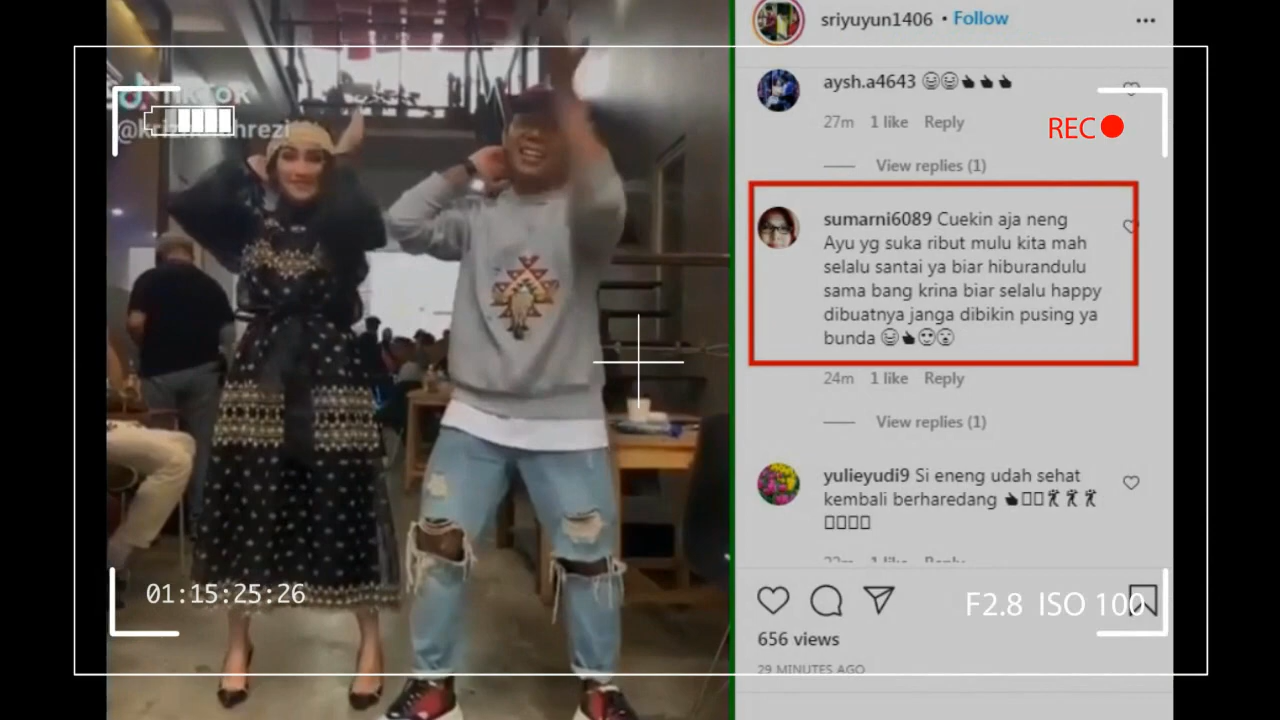 sriyuyun1406 • Follow
TIKTOK
aysh.a4643 😆😆👍👍👍
27m 1 like Reply
View replies (1)
REC
sumarni6089 Cuekin aja neng
Ayu yg suka ribut mulu kita mah
selalu santai ya biar hiburandulu
sama bang krina biar selalu happy
dibuatnya janga dibikin pusing ya
bunda
24m 1 like Reply
View replies (1)
yulieyudi9 Si eneng udah sehat
kembali berharedang
1 like Reply
01:15:25:26
F2.8 ISO 100
656 views
29 MINUTES AGO